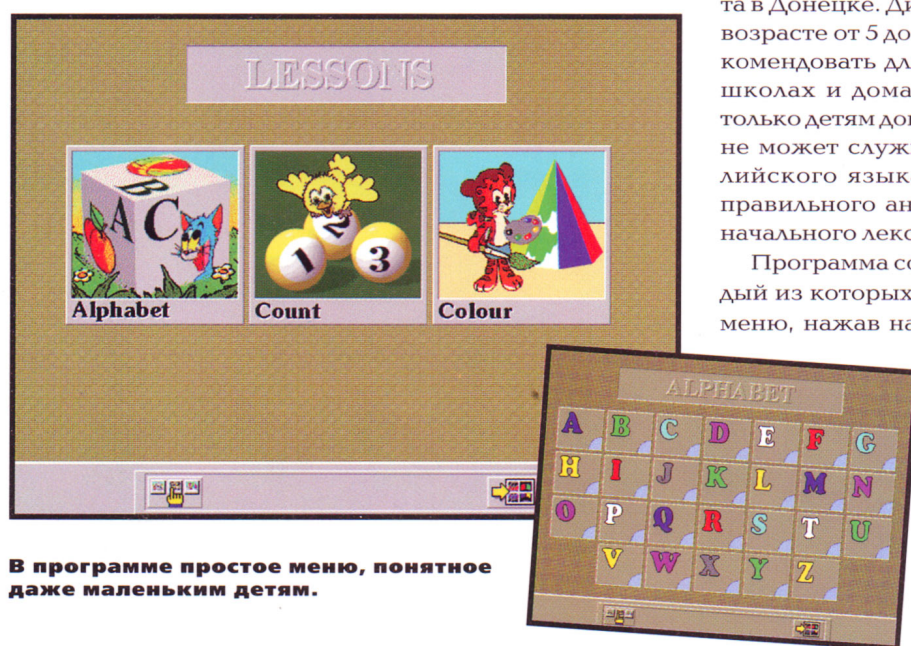 LESSONS
B
A C
1 2 3
Alphabet Count Colour
та в Донецке. Ди
возрасте от 5 до
комендовать дл
школах и дома
только детям до
не может служ
лийского язык
правильного ан
начального лекс
Программа со
дый из которых
меню, нажав на
ALPHABET
A B C D E F G
H I J K L M N
O P Q R S T U
V W X Y Z
В программе простое меню, понятное
даже маленьким детям.